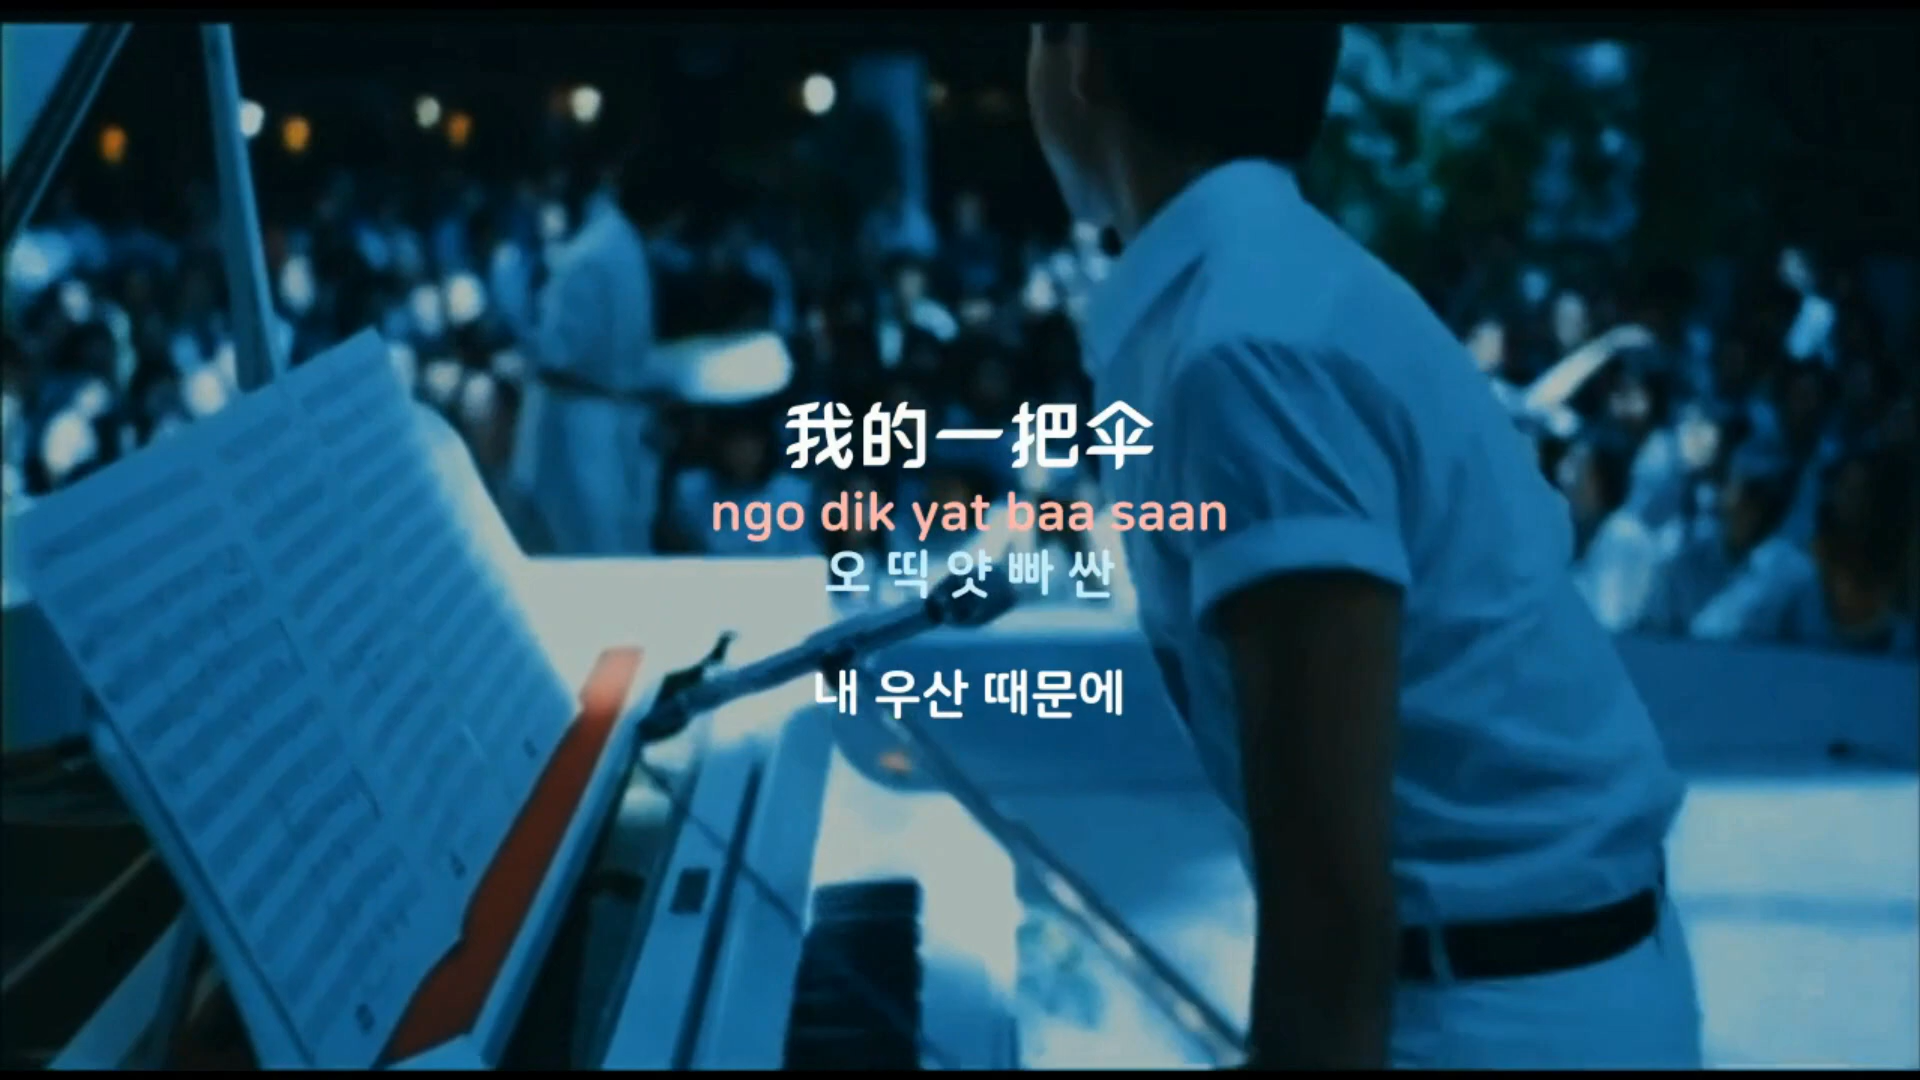 我的一把伞
ngo dik yat baa saan
오 띡 얏 빠 싼
내 우산 때문에